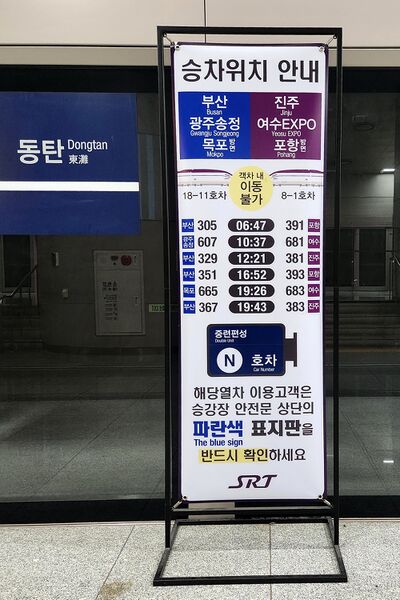 동탄 Dongtan
東灘
승차위치 안내
부산
Busan
광주송정
Gwangju Songjeong
목포 방면
Mokpo
진주
Jinju
여수EXPO
Yeosu EXPO
포항 방면
Pohang
객차 내
이동
불가
18-11호차
8-1호차
부산 305 06:47 391 포항
광주송정 607 10:37 681 여수
부산 329 12:21 381 진주
부산 351 16:52 393 포항
목포 665 19:26 683 여수
부산 367 19:43 383 진주
중련편성
Double Unit
N 호차
Car Number
해당열차 이용고객은
승강장 안전문 상단의
파란색 표지판을
The blue sign
반드시 확인하세요
SRT